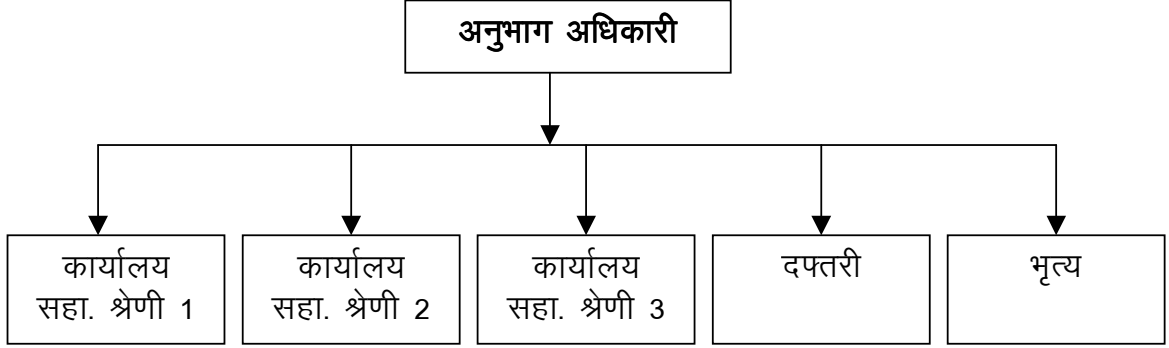 अनुभाग अधिकारी
कार्यालय
सहा. श्रेणी 1
कार्यालय
सहा. श्रेणी 2
कार्यालय
सहा. श्रेणी 3
दफ्तरी
भृत्य